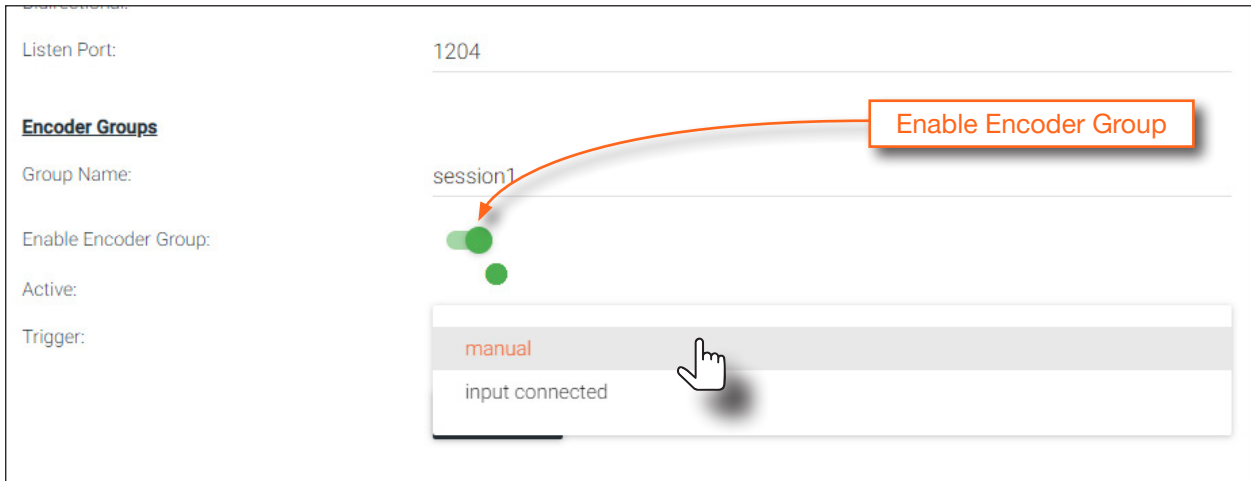 Listen Port:
1204
Encoder Groups
Enable Encoder Group
Group Name:
session1
Enable Encoder Group:
Active:
Trigger:
manual
input connected